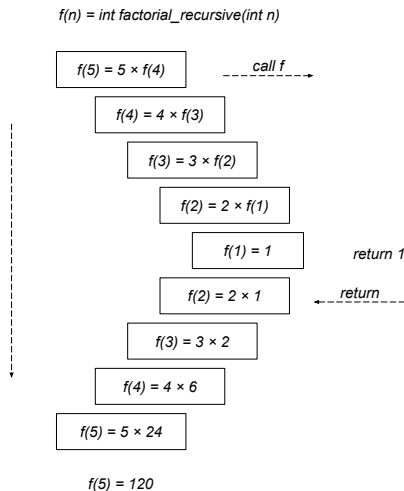 f(n) = int factorial_recursive(int n)
f(5) = 5 × f(4)
call f
f(4) = 4 × f(3)
f(3) = 3 × f(2)
f(2) = 2 × f(1)
f(1) = 1
return 1
f(2) = 2 × 1
return
f(3) = 3 × 2
f(4) = 4 × 6
f(5) = 5 × 24
f(5) = 120